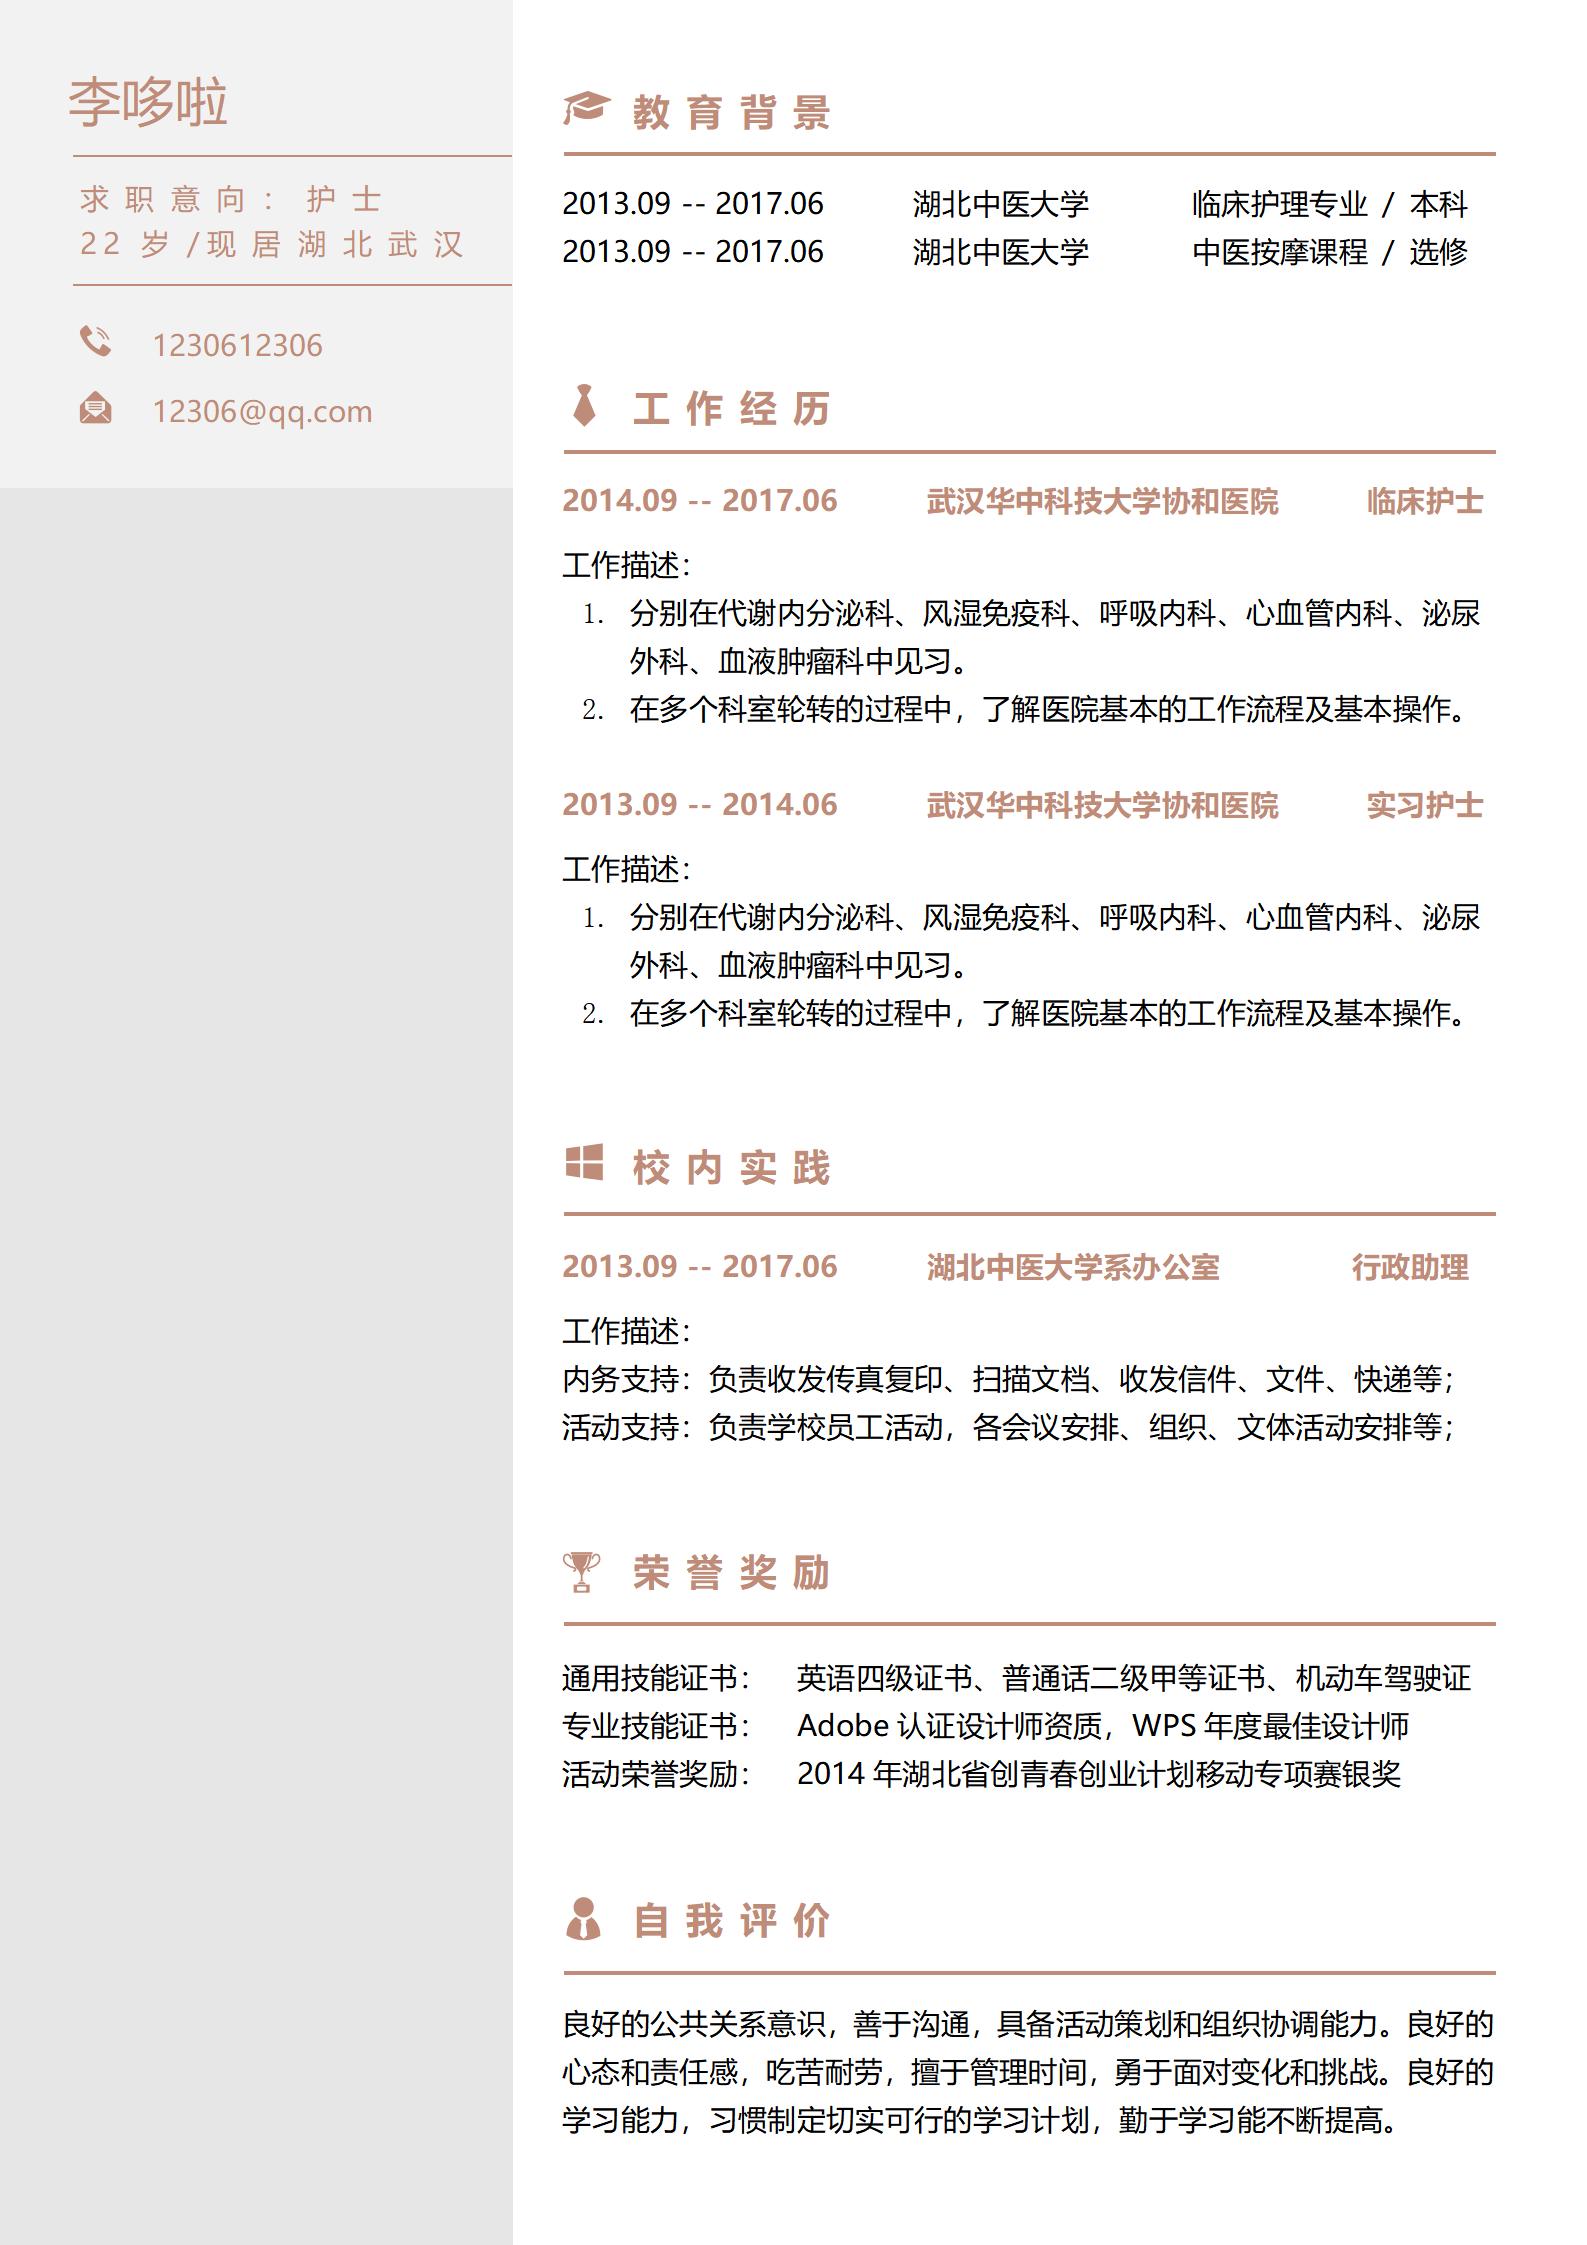 李哆啦
求职意向：护士
22岁/现居湖北武汉
1230612306
12306@qq.com
教育背景
2013.09 -- 2017.06 湖北中医大学 临床护理专业 / 本科
2013.09 -- 2017.06 湖北中医大学 中医按摩课程 / 选修
工作经历
2014.09 -- 2017.06 武汉华中科技大学协和医院 临床护士
工作描述：
1. 分别在代谢内分泌科、风湿免疫科、呼吸内科、心血管内科、泌尿
外科、血液肿瘤科中见习。
2. 在多个科室轮转的过程中，了解医院基本的工作流程及基本操作。
2013.09 -- 2014.06 武汉华中科技大学协和医院 实习护士
工作描述：
1. 分别在代谢内分泌科、风湿免疫科、呼吸内科、心血管内科、泌尿
外科、血液肿瘤科中见习。
2. 在多个科室轮转的过程中，了解医院基本的工作流程及基本操作。
校内实践
2013.09 -- 2017.06 湖北中医大学系办公室 行政助理
工作描述：
内务支持：负责收发传真复印、扫描文档、收发信件、文件、快递等；
活动支持：负责学校员工活动，各会议安排、组织、文体活动安排等；
荣誉奖励
通用技能证书： 英语四级证书、普通话二级甲等证书、机动车驾驶证
专业技能证书： Adobe 认证设计师资质，WPS 年度最佳设计师
活动荣誉奖励： 2014 年湖北省创青春创业计划移动专项赛银奖
自我评价
良好的公共关系意识，善于沟通，具备活动策划和组织协调能力。良好的
心态和责任感，吃苦耐劳，擅于管理时间，勇于面对变化和挑战。良好的
学习能力，习惯制定切实可行的学习计划，勤于学习能不断提高。